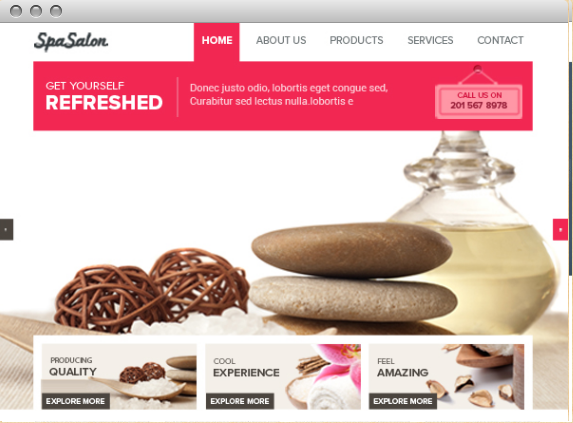 SpaSalon
HOME ABOUT US PRODUCTS SERVICES CONTACT
GET YOURSELF
REFRESHED
Donec justo odio, lobortis eget congue sed,
Curabitur sed lectus nulla.lobortis e
CALL US ON
201 567 8978
PRODUCING
QUALITY
EXPLORE MORE
COOL
EXPERIENCE
EXPLORE MORE
FEEL
AMAZING
EXPLORE MORE